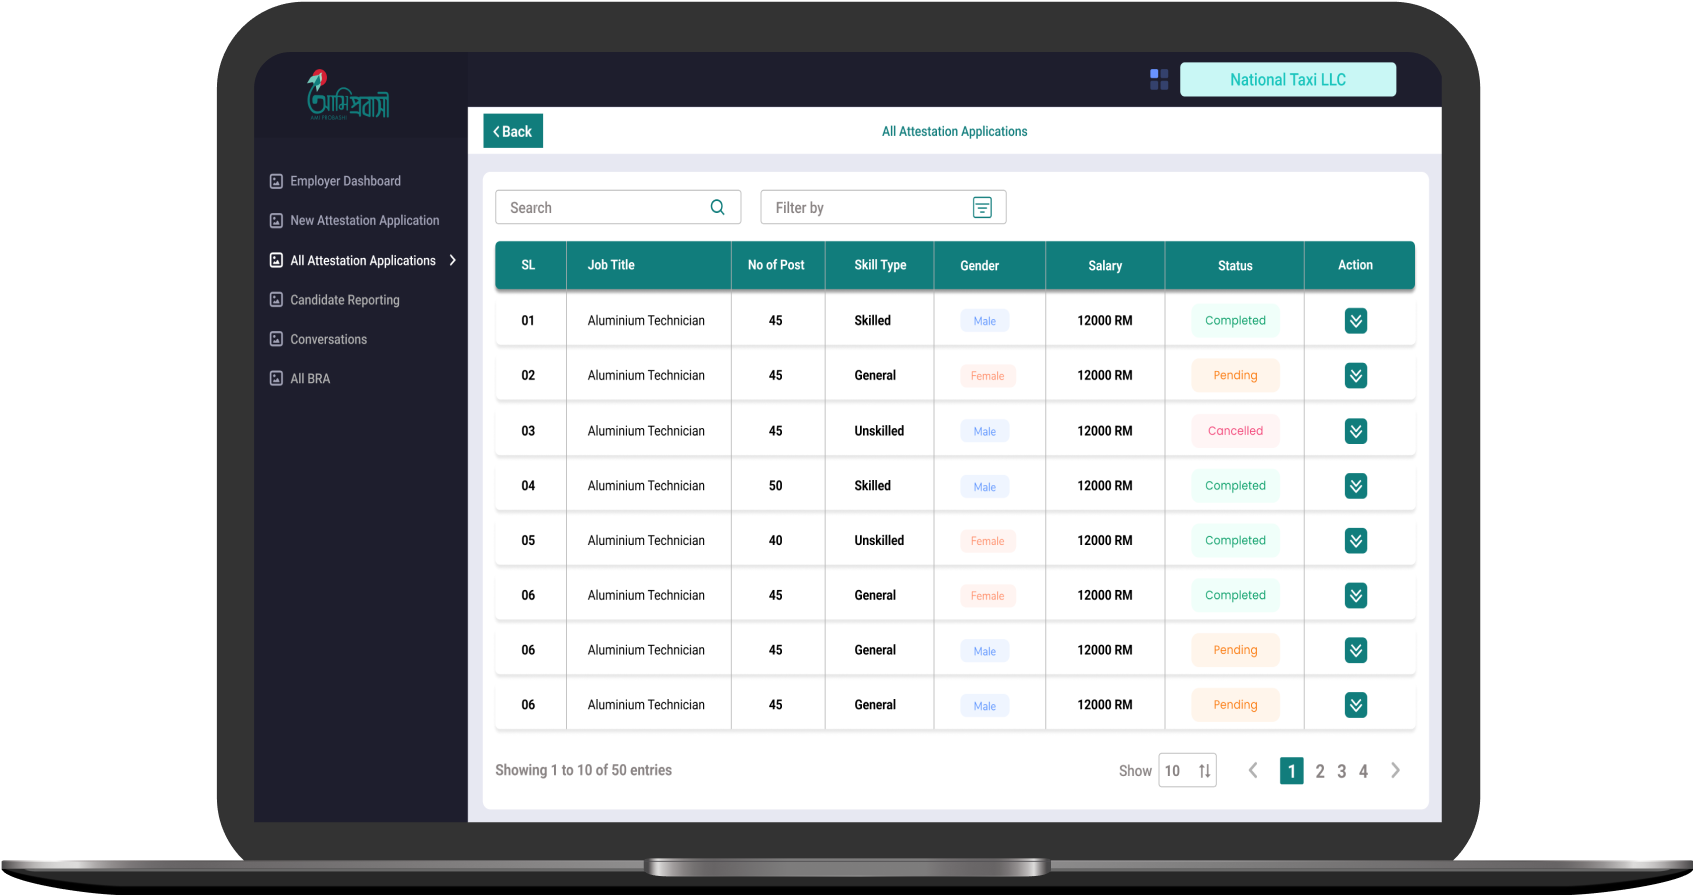 আমি প্রবাসী
AMI PROBASHI
National Taxi LLC
Back
All Attestation Applications
Employer Dashboard
New Attestation Application
All Attestation Applications
Candidate Reporting
Conversations
All BRA
Search
Filter by
SL Job Title No of Post Skill Type Gender Salary Status Action
01 Aluminium Technician 45 Skilled Male 12000 RM Completed
02 Aluminium Technician 45 General Female 12000 RM Pending
03 Aluminium Technician 45 Unskilled Male 12000 RM Cancelled
04 Aluminium Technician 50 Skilled Male 12000 RM Completed
05 Aluminium Technician 40 Unskilled Female 12000 RM Completed
06 Aluminium Technician 45 General Female 12000 RM Completed
06 Aluminium Technician 45 General Male 12000 RM Pending
06 Aluminium Technician 45 General Male 12000 RM Pending
Showing 1 to 10 of 50 entries
Show 10 1 2 3 4